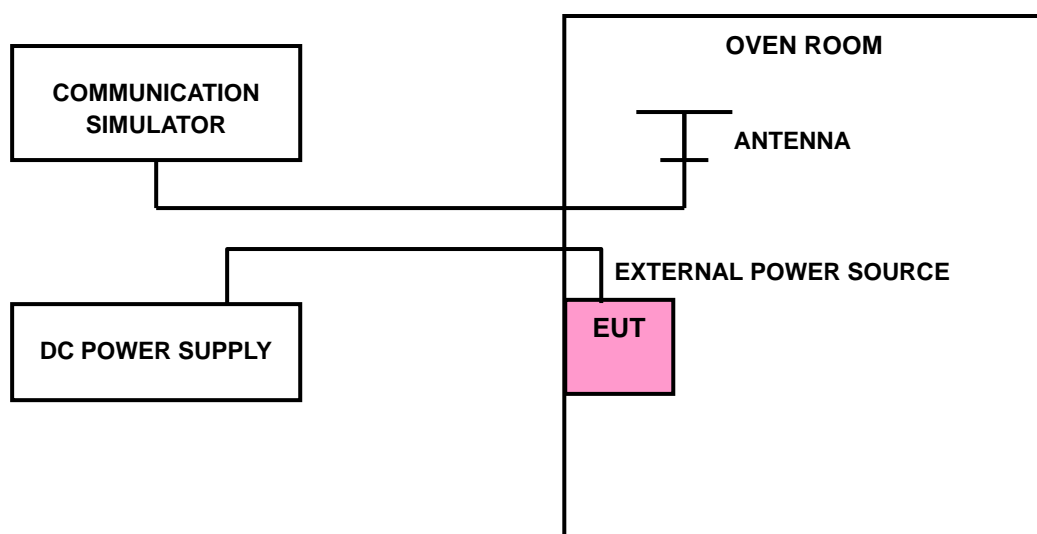 OVEN ROOM
COMMUNICATION
SIMULATOR
ANTENNA
EXTERNAL POWER SOURCE
EUT
DC POWER SUPPLY